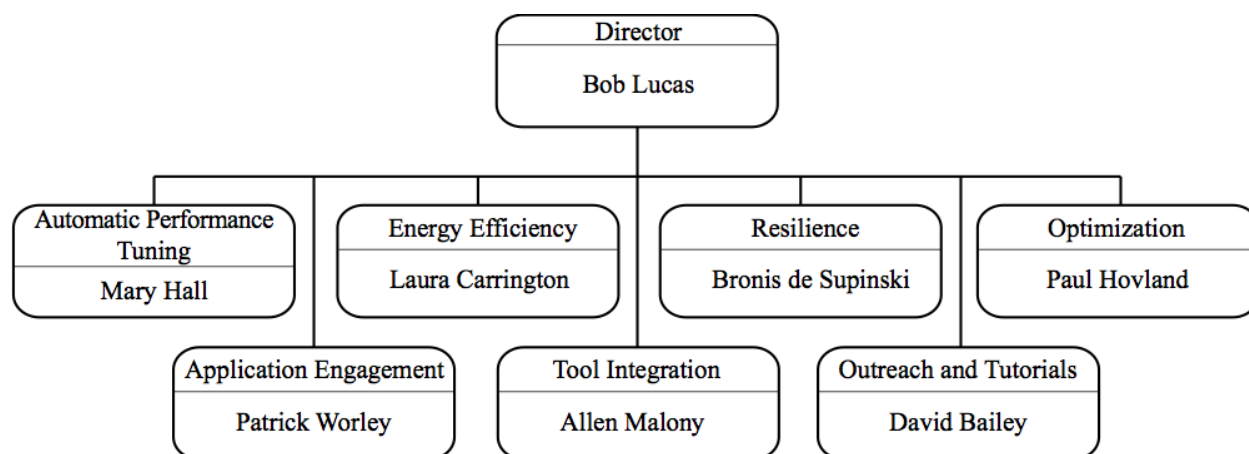 Director
Bob Lucas
Automatic Performance
Tuning
Mary Hall
Energy Efficiency
Laura Carrington
Resilience
Bronis de Supinski
Optimization
Paul Hovland
Application Engagement
Patrick Worley
Tool Integration
Allen Malony
Outreach and Tutorials
David Bailey